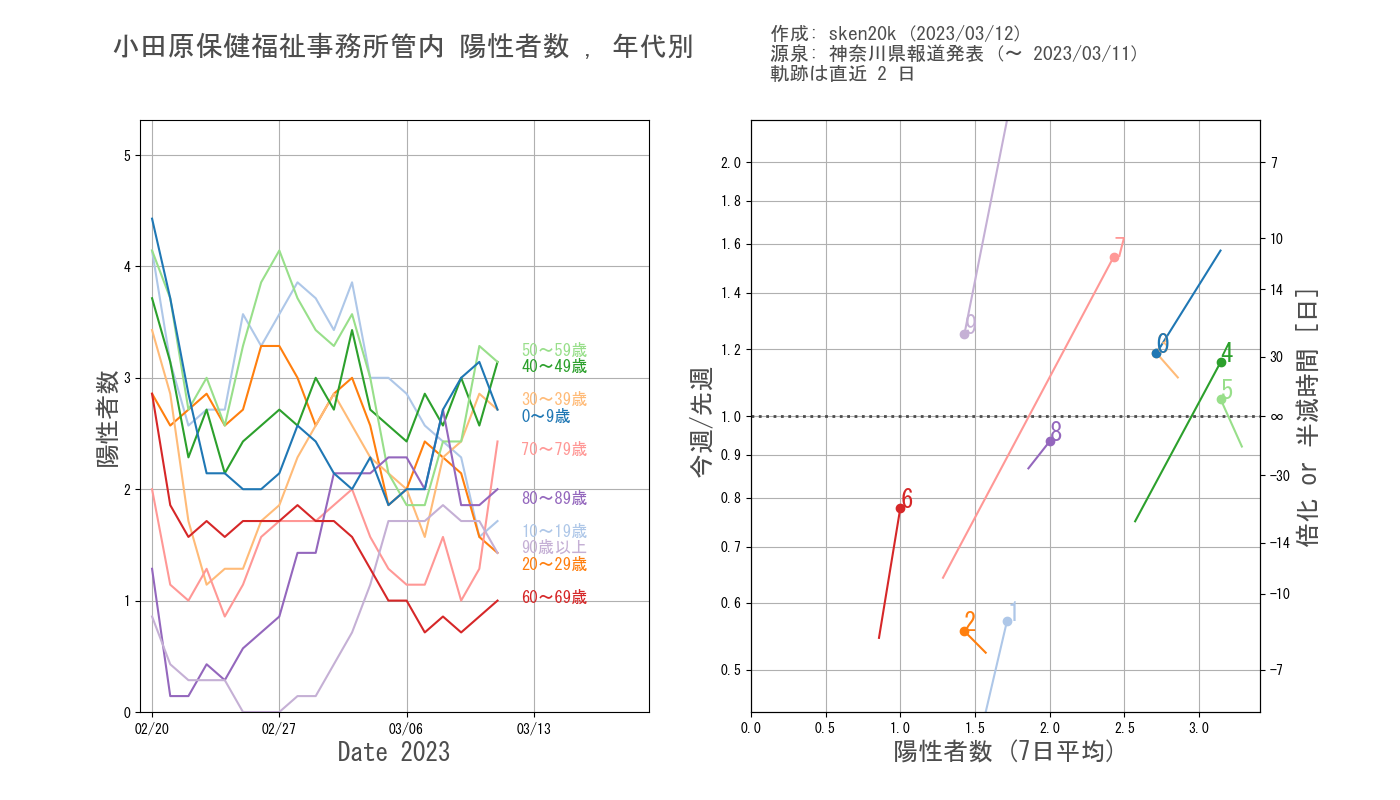 小田原保健福祉事務所管内 陽性者数 , 年代別
作成: sken20k (2023/03/12)
源泉: 神奈川県報道発表 (〜 2023/03/11)
軌跡は直近 2 日
陽性者数
5
4
3
2
1
0
02/20
02/27
03/06
03/13
Date 2023
50〜59歳
40〜49歳
30〜39歳
0〜9歳
70〜79歳
80〜89歳
10〜19歳
90歳以上
20〜29歳
60〜69歳
今週/先週
2.0
1.8
1.6
1.4
1.2
1.0
0.9
0.8
0.7
0.6
0.5
0.0
0.5
1.0
1.5
2.0
2.5
3.0
陽性者数 (7日平均)
7
9
0
4
5
8
6
2
1
7
10
14
30
∞
−30
−14
−10
−7
倍化 or 半減時間 [日]